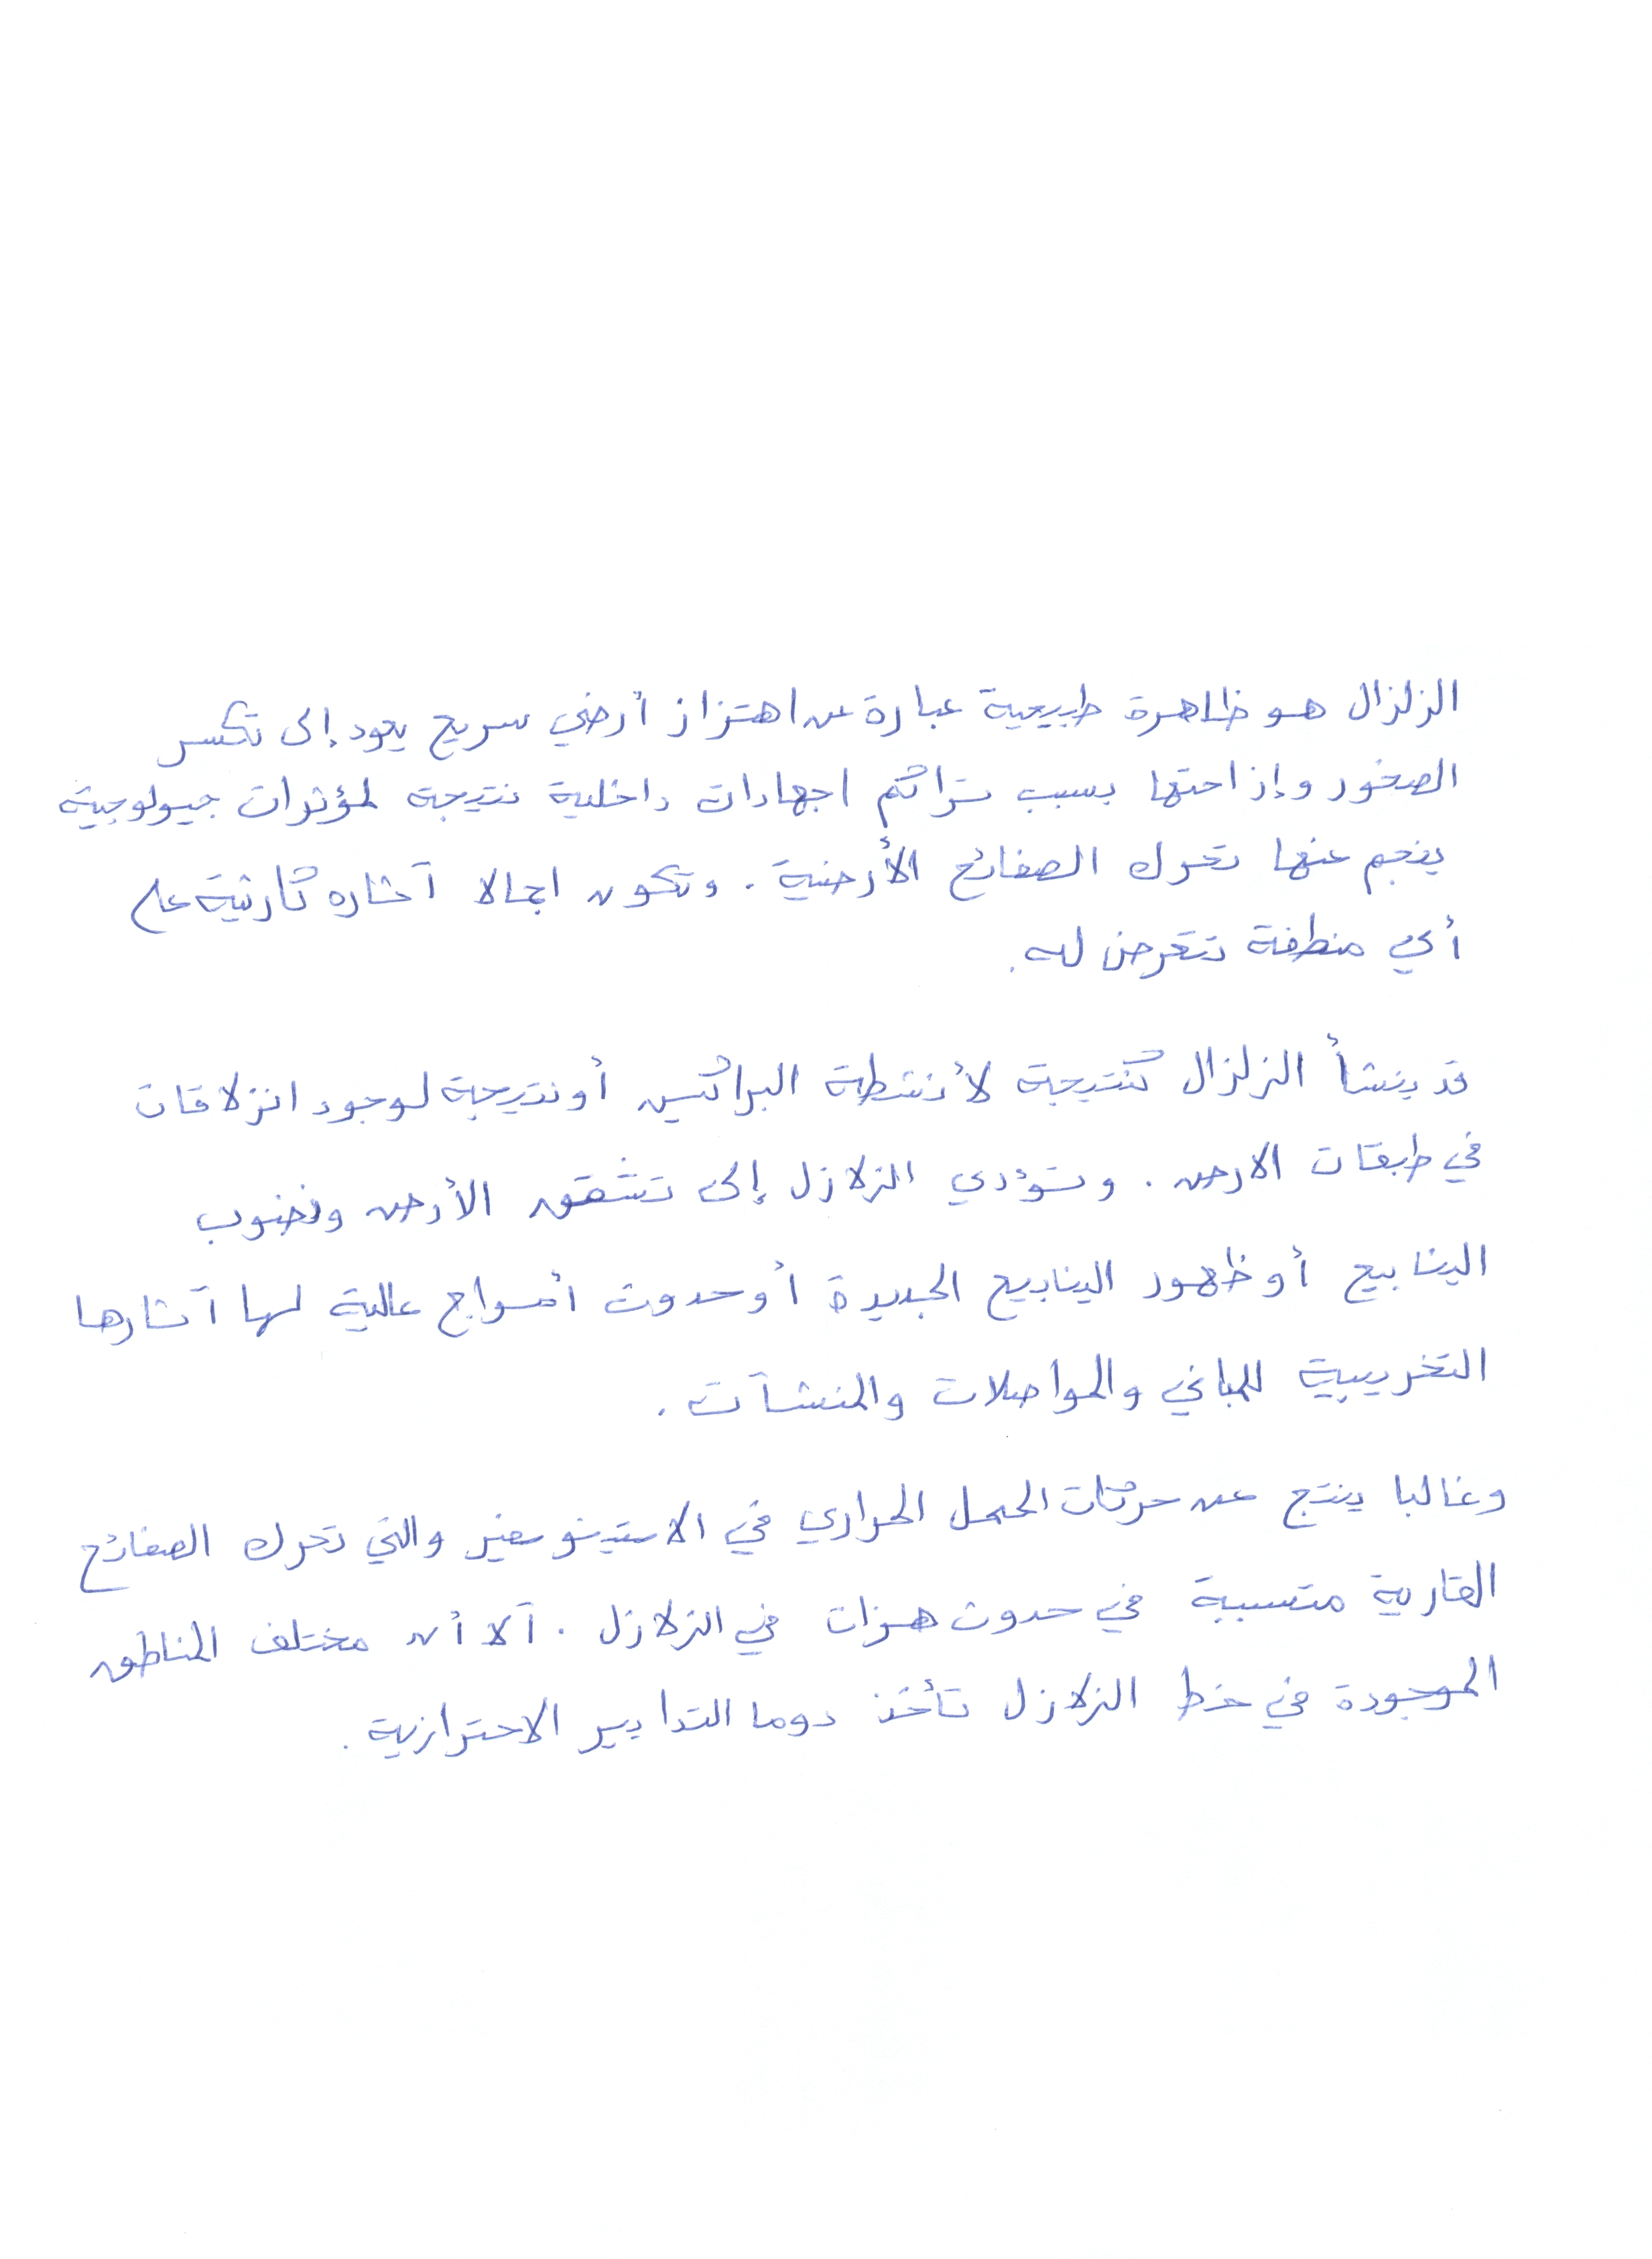 الزلزال هو ظاهرة طبيعية عبارة عن اهتزاز أرضي سريع يعود إلى تكسر
الصخور وإزاحتها بسبب تراكم اجهادات داخلية نتيجة لمؤثرات جيولوجية
ينجم عنها تحرك الصفائح الأرضية . وتكون اجمالا آثاره كارثية على
أي منطقة تتعرض له.
قد ينشأ الزلزال كنتيجة لأنشطة البراكين أو نتيجة لوجود انزلاقات
في طبقات الارض . وتؤدي الزلازل إلى تشقق الأرض ونضوب
الينابيع أو ظهور الينابيع الجديدة أو حدوث أمواج عالية لها آثارها
التخريبية للمباني والمواصلات والمنشآت .
وغالبا ينتج عن حركات الحمل الحراري في الاستينوسفير والتي تحرك الصفائح
القارية متسببة في حدوث هزات في الزلازل . آلا أن مختلف المناطق
الموجودة في خط الزلازل تأخذ دوما التدابير الاحترازية .